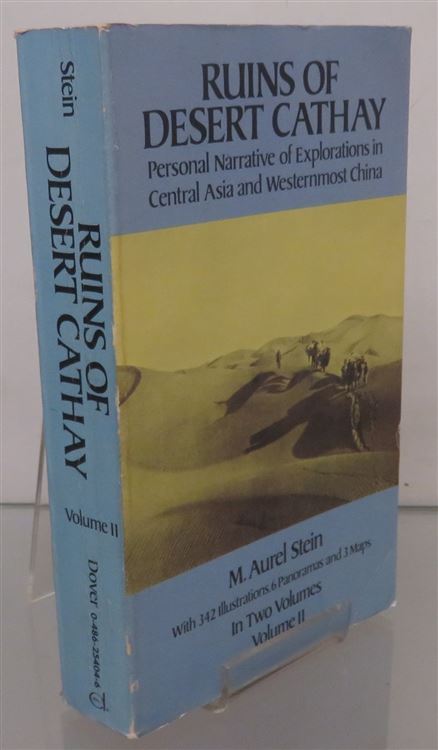 Stein
RUINS OF
DESERT CATHAY
Volume II
Dover 0-486-25404-6
RUINS OF
DESERT CATHAY
Personal Narrative of Explorations in
Central Asia and Westernmost China
M. Aurel Stein
With 342 Illustrations, 6 Panoramas and 3 Maps
In Two Volumes
Volume II